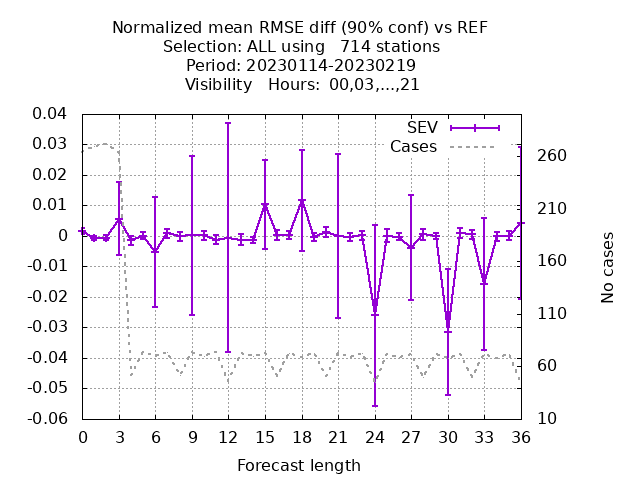 Normalized mean RMSE diff (90% conf) vs REF
Selection: ALL using   714 stations
Period: 20230114-20230219
Visibility   Hours:  00,03,...,21
0.04
0.03
0.02
0.01
0
-0.01
-0.02
-0.03
-0.04
-0.05
-0.06
SEV
Cases
260
210
160
110
60
10
No cases
0 3 6 9 12 15 18 21 24 27 30 33 36
Forecast length